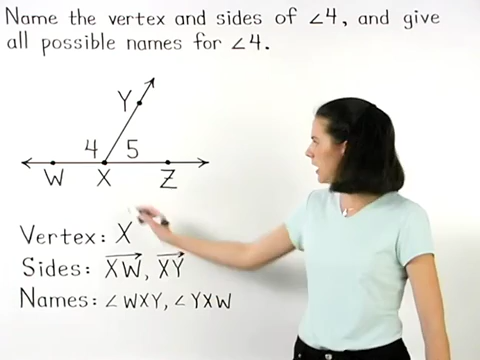 Name the vertex and sides of ∠4, and give
all possible names for ∠4.
Y
4 5
W X Z
Vertex: X
Sides: XW, XY
Names: ∠WXY, ∠YXW